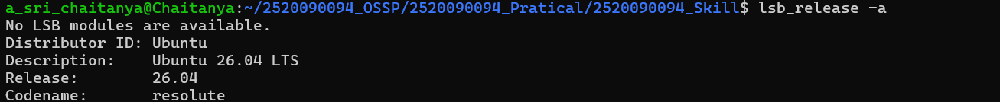 a_sri_chaitanya@Chaitanya:~/2520090094_OSSP/2520090094_Pratical/2520090094_Skill$ lsb_release -a
No LSB modules are available.
Distributor ID: Ubuntu
Description:    Ubuntu 26.04 LTS
Release:        26.04
Codename:       resolute